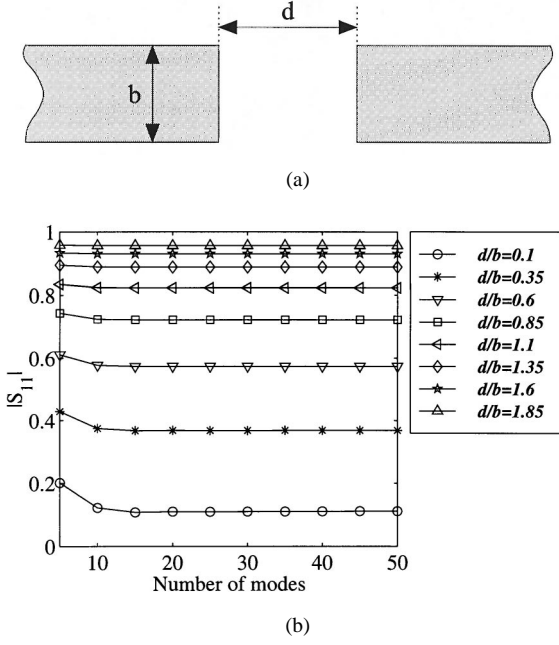 d
b
(a)
1
0.8
0.6
0.4
0.2
0
|S11|
10 20 30 40 50
Number of modes
d/b=0.1
d/b=0.35
d/b=0.6
d/b=0.85
d/b=1.1
d/b=1.35
d/b=1.6
d/b=1.85
(b)